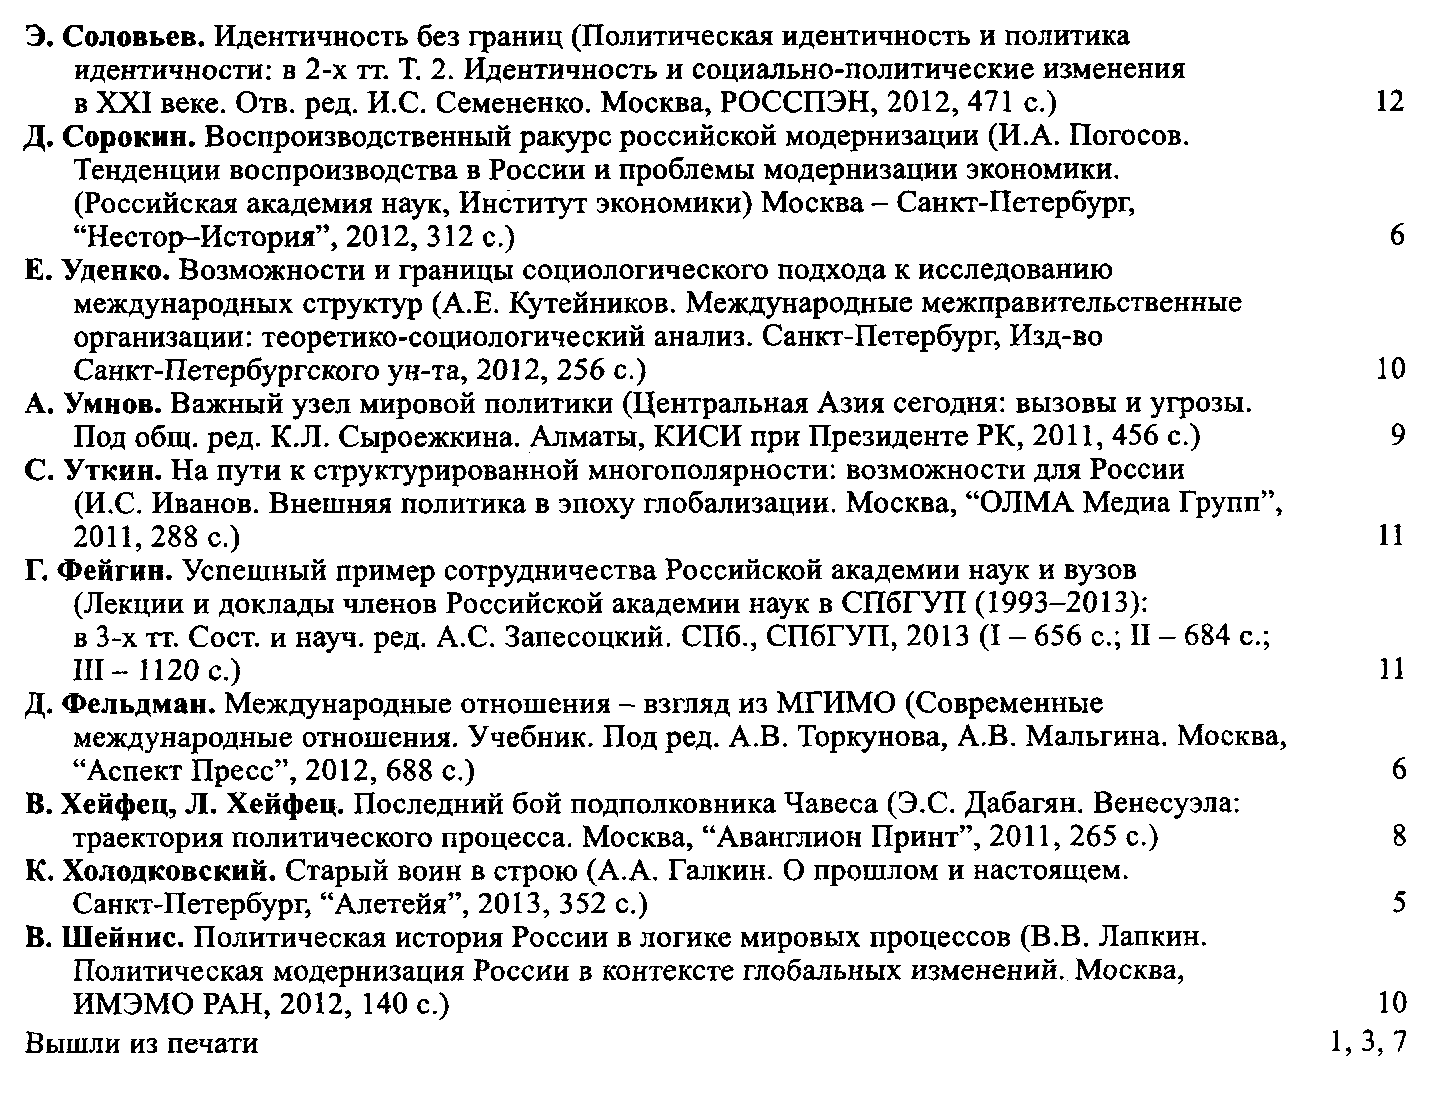 Э. Соловьев. Идентичность без границ (Политическая идентичность и политика
идентичности: в 2-х тт. Т. 2. Идентичность и социально-политические изменения
в XXI веке. Отв. ред. И.С. Семененко. Москва, РОССПЭН, 2012, 471 с.) 12
Д. Сорокин. Воспроизводственный ракурс российской модернизации (И.А. Погосов.
Тенденции воспроизводства в России и проблемы модернизации экономики.
(Российская академия наук, Институт экономики) Москва – Санкт-Петербург,
“Нестор–История”, 2012, 312 с.) 6
Е. Уденко. Возможности и границы социологического подхода к исследованию
международных структур (А.Е. Кутейников. Международные межправительственные
организации: теоретико-социологический анализ. Санкт-Петербург, Изд-во
Санкт-Петербургского ун-та, 2012, 256 с.) 10
А. Умнов. Важный узел мировой политики (Центральная Азия сегодня: вызовы и угрозы.
Под общ. ред. К.Л. Сыроежкина. Алматы, КИСИ при Президенте РК, 2011, 456 с.) 9
С. Уткин. На пути к структурированной многополярности: возможности для России
(И.С. Иванов. Внешняя политика в эпоху глобализации. Москва, “ОЛМА Медиа Групп”,
2011, 288 с.) 11
Г. Фейгин. Успешный пример сотрудничества Российской академии наук и вузов
(Лекции и доклады членов Российской академии наук в СПбГУП (1993–2013):
в 3-х тт. Сост. и науч. ред. А.С. Запесоцкий. СПб., СПбГУП, 2013 (I – 656 с.; II – 684 с.;
III – 1120 с.) 11
Д. Фельдман. Международные отношения – взгляд из МГИМО (Современные
международные отношения. Учебник. Под ред. А.В. Торкунова, А.В. Мальгина. Москва,
“Аспект Пресс”, 2012, 688 с.) 6
В. Хейфец, Л. Хейфец. Последний бой подполковника Чавеса (Э.С. Дабагян. Венесуэла:
траектория политического процесса. Москва, “Аванглион Принт”, 2011, 265 с.) 8
К. Холодковский. Старый воин в строю (А.А. Галкин. О прошлом и настоящем.
Санкт-Петербург, “Алетейя”, 2013, 352 с.) 5
В. Шейнис. Политическая история России в логике мировых процессов (В.В. Лапкин.
Политическая модернизация России в контексте глобальных изменений. Москва,
ИМЭМО РАН, 2012, 140 с.) 10
Вышли из печати 1, 3, 7